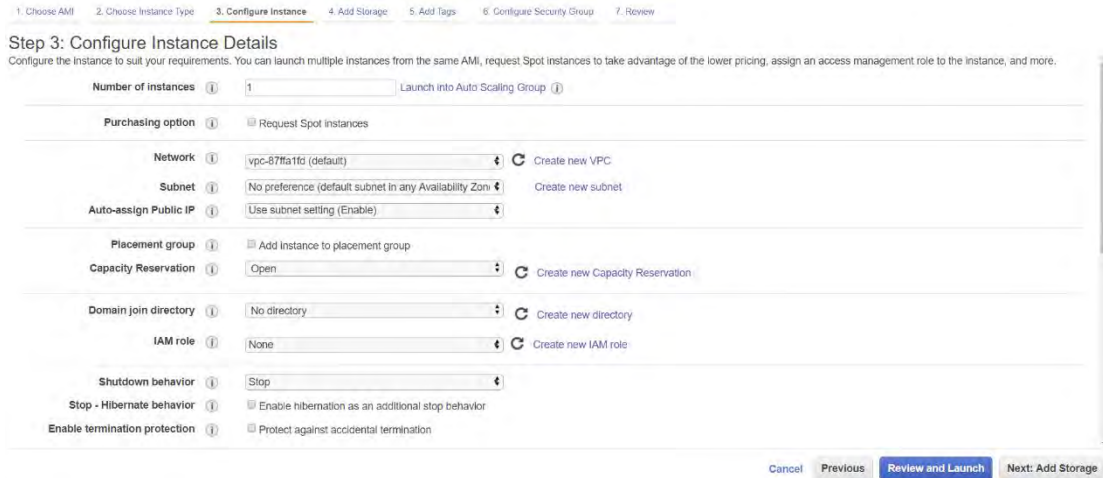 1. Choose AMI 2. Choose Instance Type 3. Configure Instance 4. Add Storage 5. Add Tags 6. Configure Security Group 7. Review
Step 3: Configure Instance Details
Configure the instance to suit your requirements. You can launch multiple instances from the same AMI, request Spot instances to take advantage of the lower pricing, assign an access management role to the instance, and more.
Number of instances 1 Launch into Auto Scaling Group
Purchasing option Request Spot instances
Network vpc-87ffa1fd (default) Create new VPC
Subnet No preference (default subnet in any Availability Zon Create new subnet
Auto-assign Public IP Use subnet setting (Enable)
Placement group Add instance to placement group
Capacity Reservation Open Create new Capacity Reservation
Domain join directory No directory Create new directory
IAM role None Create new IAM role
Shutdown behavior Stop
Stop - Hibernate behavior Enable hibernation as an additional stop behavior
Enable termination protection Protect against accidental termination
Cancel Previous Review and Launch Next: Add Storage